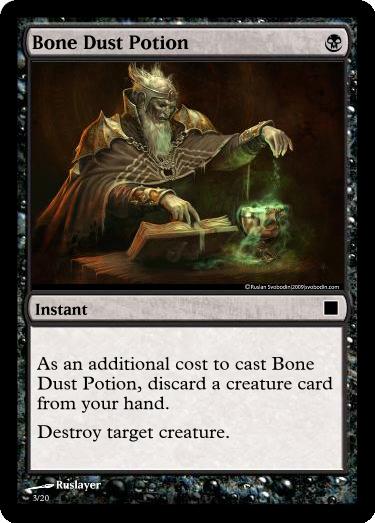 Bone Dust Potion
©Ruslan Svobodin|2009|svobodin.com
Instant
As an additional cost to cast Bone
Dust Potion, discard a creature card
from your hand.
Destroy target creature.
Ruslayer
3/20